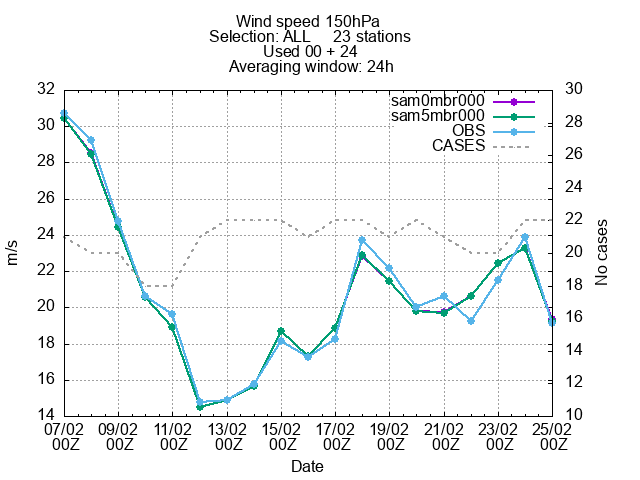 Wind speed 150hPa
Selection: ALL     23 stations
Used 00 + 24
Averaging window: 24h
sam0mbr000
sam5mbr000
OBS
CASES
m/s
32
30
28
26
24
22
20
18
16
14
No cases
30
28
26
24
22
20
18
16
14
12
10
07/02 09/02 11/02 13/02 15/02 17/02 19/02 21/02 23/02 25/02
00Z 00Z 00Z 00Z 00Z 00Z 00Z 00Z 00Z 00Z
Date